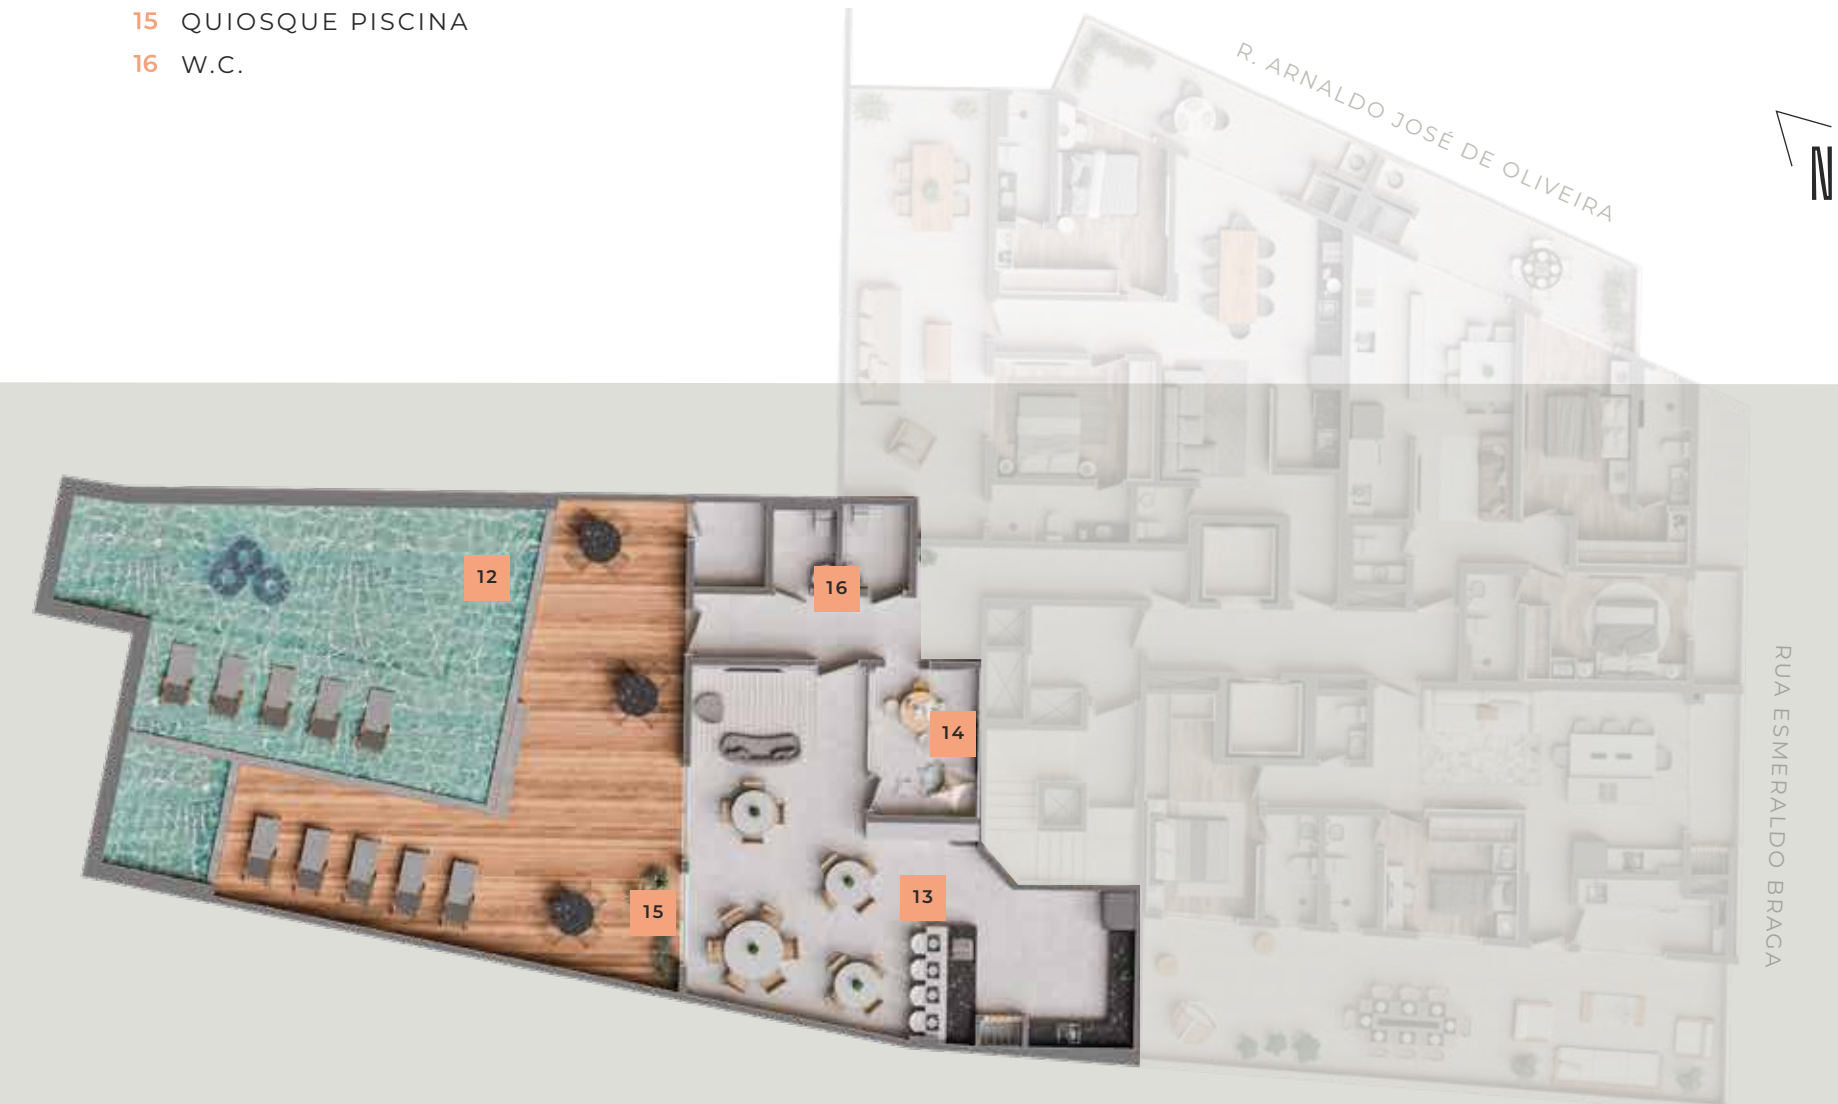 15 QUIOSQUE PISCINA
16 W.C.
R. ARNALDO JOSÉ DE OLIVEIRA
N
12
16
14
RUA ESMERALDO BRAGA
13
15